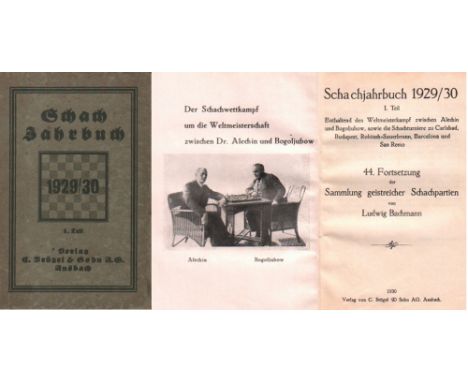 Schach
Jahrbuch
1929/30
1. Teil
Verlag
C. Brügel & Sohn A.G.
Ansbach
Der Schachwettkampf
um die Weltmeisterschaft
zwischen Dr. Alechin und Bogoljubow
Alechin Bogoljubow
Schachjahrbuch 1929/30
I. Teil
Enthaltend den Weltmeisterkampf zwischen Alechin
und Bogoljubow, sowie die Schachturniere zu Carlsbad,
Budapest, Rohitsch-Sauerbrunn, Barcelona und
San Remo
44. Fortsetzung
der
Sammlung geistreicher Schachpartien
von
Ludwig Bachmann
1930
Verlag von C. Brügel & Sohn AG. Ansbach.